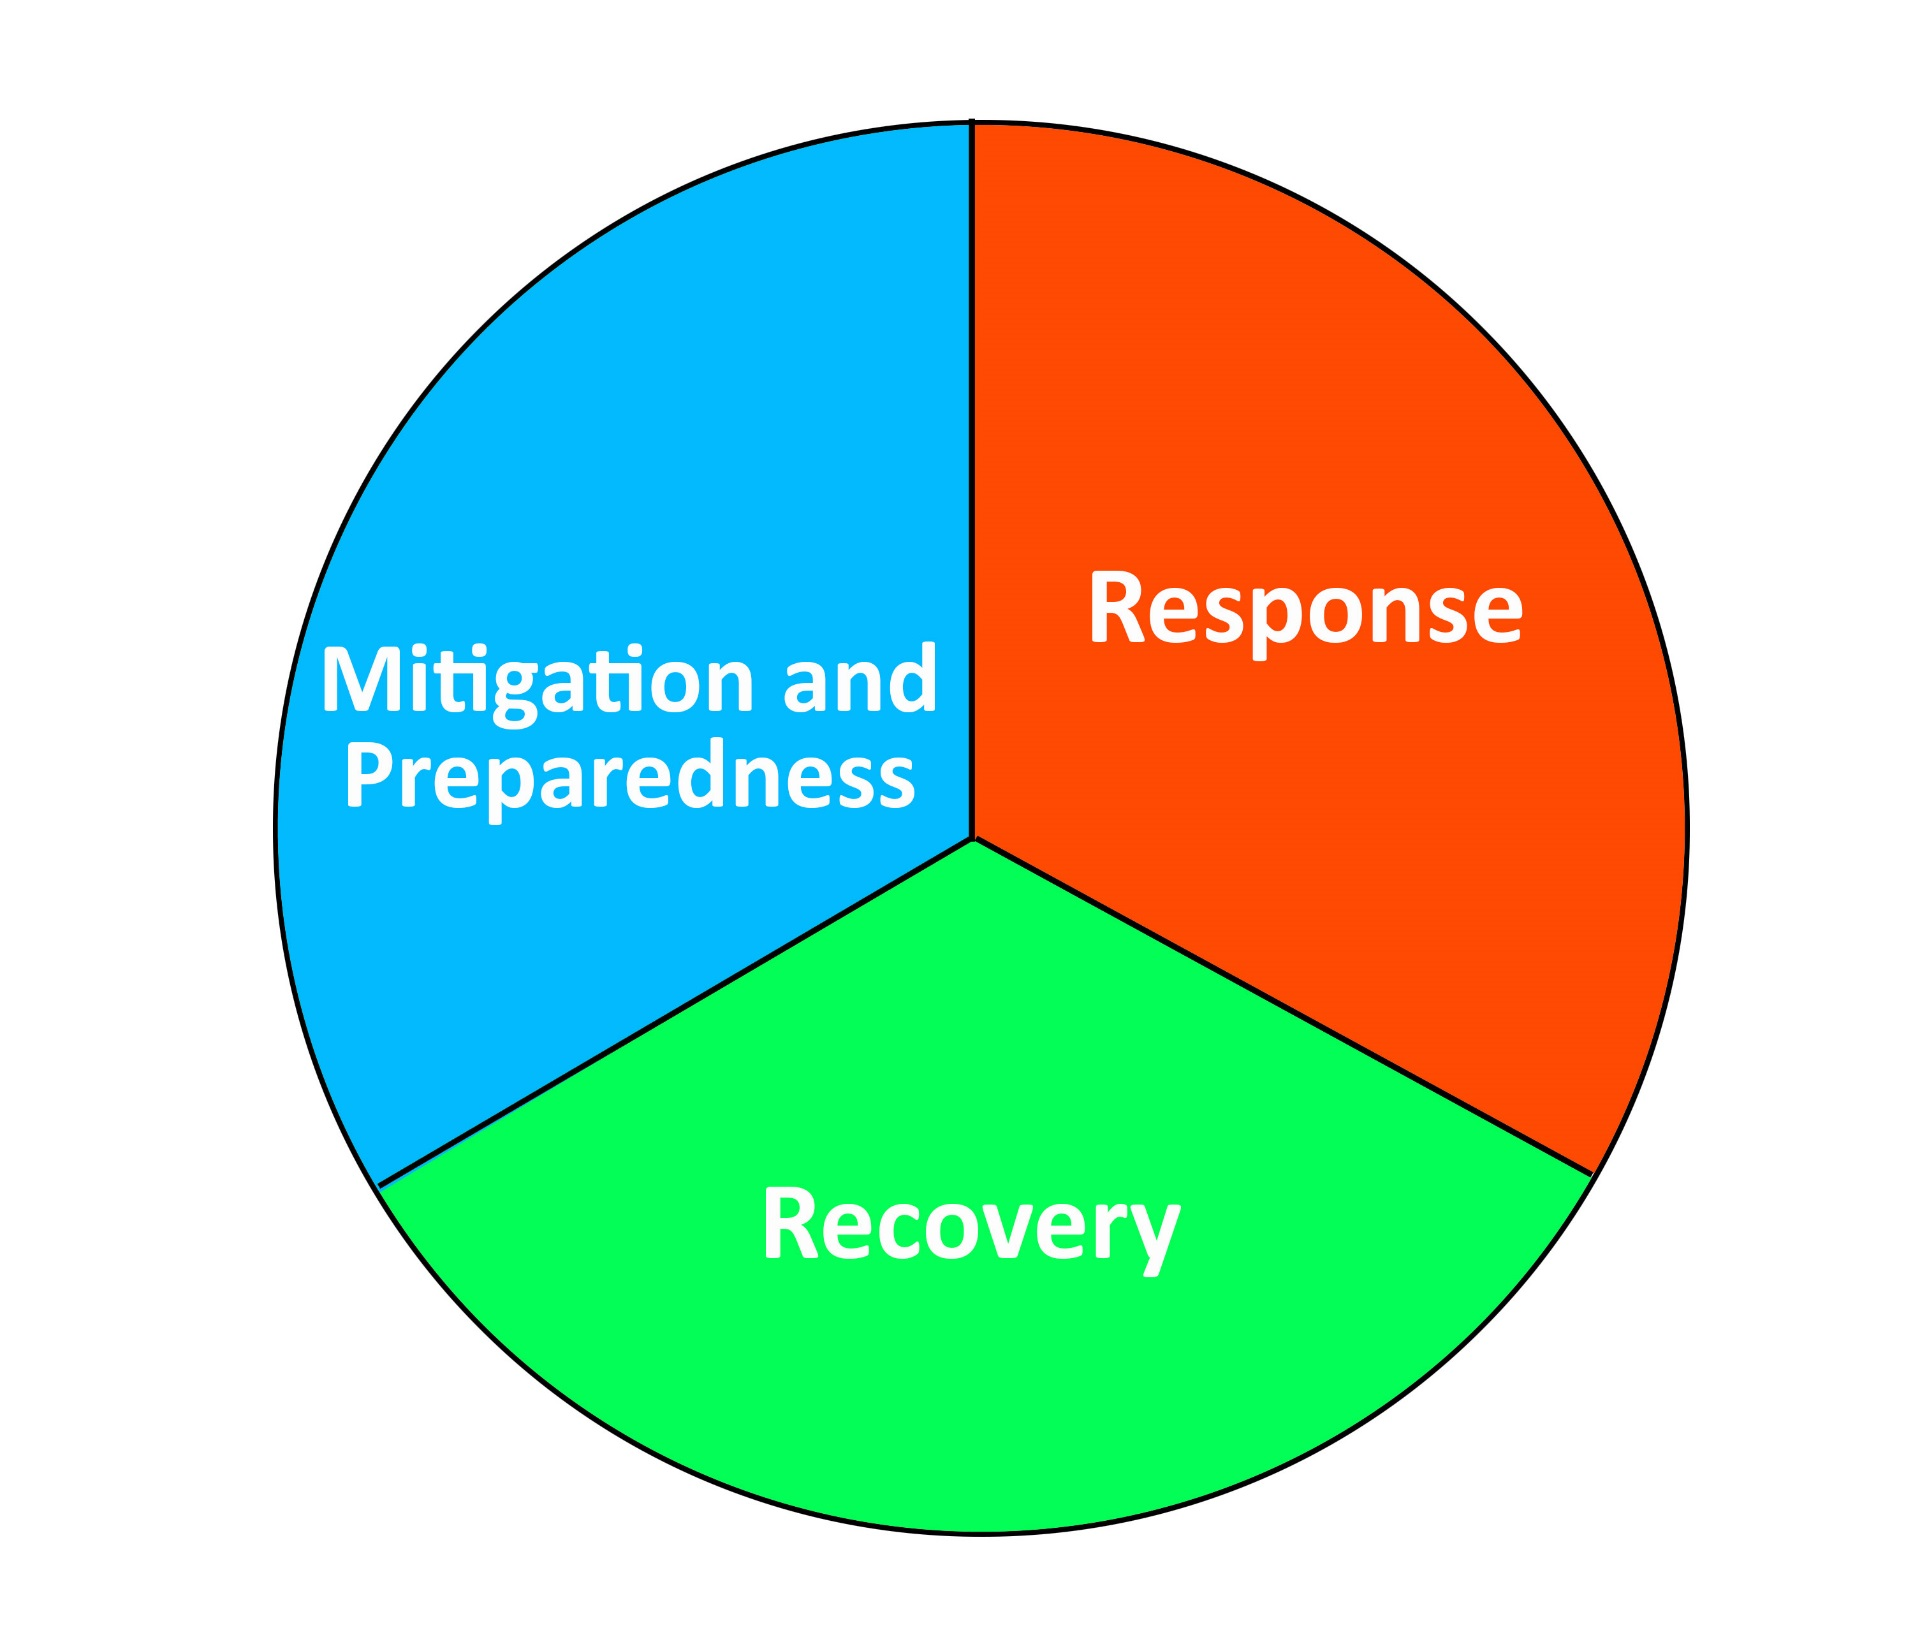 Response
Mitigation and
Preparedness
Recovery